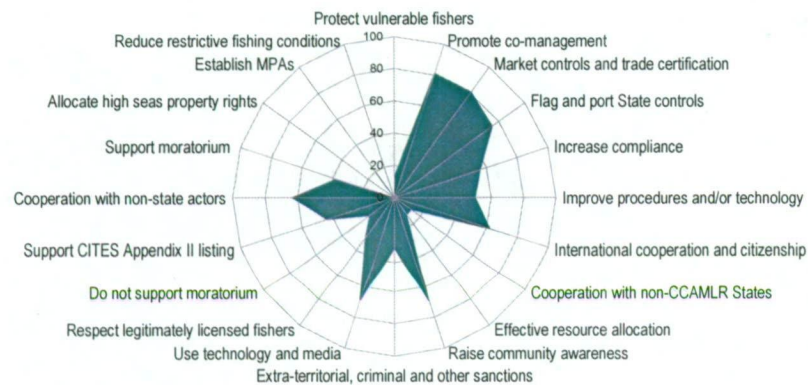 Protect vulnerable fishers
Reduce restrictive fishing conditions
100
Promote co-management
Establish MPAs
80
Market controls and trade certification
Allocate high seas property rights
60
Flag and port State controls
40
Support moratorium
20
Increase compliance
Cooperation with non-state actors
0
Improve procedures and/or technology
Support CITES Appendix II listing
International cooperation and citizenship
Do not support moratorium
Cooperation with non-CCAMLR States
Respect legitimately licensed fishers
Effective resource allocation
Use technology and media
Raise community awareness
Extra-territorial, criminal and other sanctions